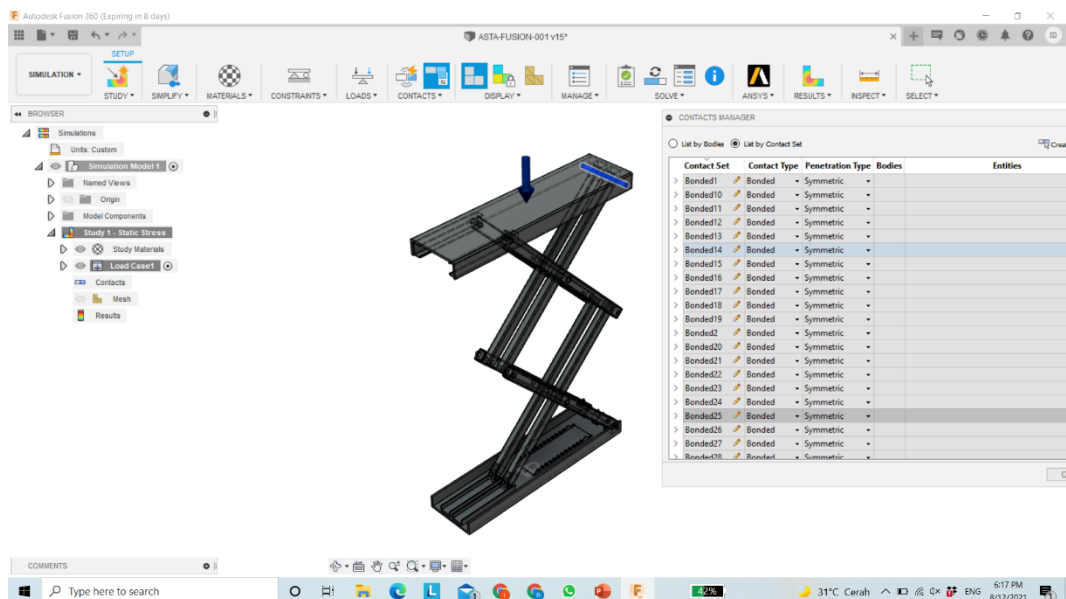 Autodesk Fusion 360 (Expiring in 8 days)
ASTA-FUSION-001 v15*
SETUP
SIMULATION
STUDY
SIMPLIFY
MATERIALS
CONSTRAINTS
LOADS
CONTACTS
DISPLAY
MANAGE
SOLVE
ANSYS
RESULTS
INSPECT
SELECT
BROWSER
Simulations
Units: Custom
Simulation Model 1
Named Views
Origin
Model Components
Study 1 - Static Stress
Study Materials
Load Case1
Contacts
Mesh
Results
CONTACTS MANAGER
List by Bodies List by Contact Set
Contact Set Contact Type Penetration Type Bodies Entities
Bonded1 Bonded Symmetric
Bonded10 Bonded Symmetric
Bonded11 Bonded Symmetric
Bonded12 Bonded Symmetric
Bonded13 Bonded Symmetric
Bonded14 Bonded Symmetric
Bonded15 Bonded Symmetric
Bonded16 Bonded Symmetric
Bonded17 Bonded Symmetric
Bonded18 Bonded Symmetric
Bonded19 Bonded Symmetric
Bonded2 Bonded Symmetric
Bonded20 Bonded Symmetric
Bonded21 Bonded Symmetric
Bonded22 Bonded Symmetric
Bonded23 Bonded Symmetric
Bonded24 Bonded Symmetric
Bonded25 Bonded Symmetric
Bonded26 Bonded Symmetric
Bonded27 Bonded Symmetric
Bonded28 Bonded Symmetric
COMMENTS
Type here to search
42%
31°C Cerah
ENG
6:17 PM
8/12/2021